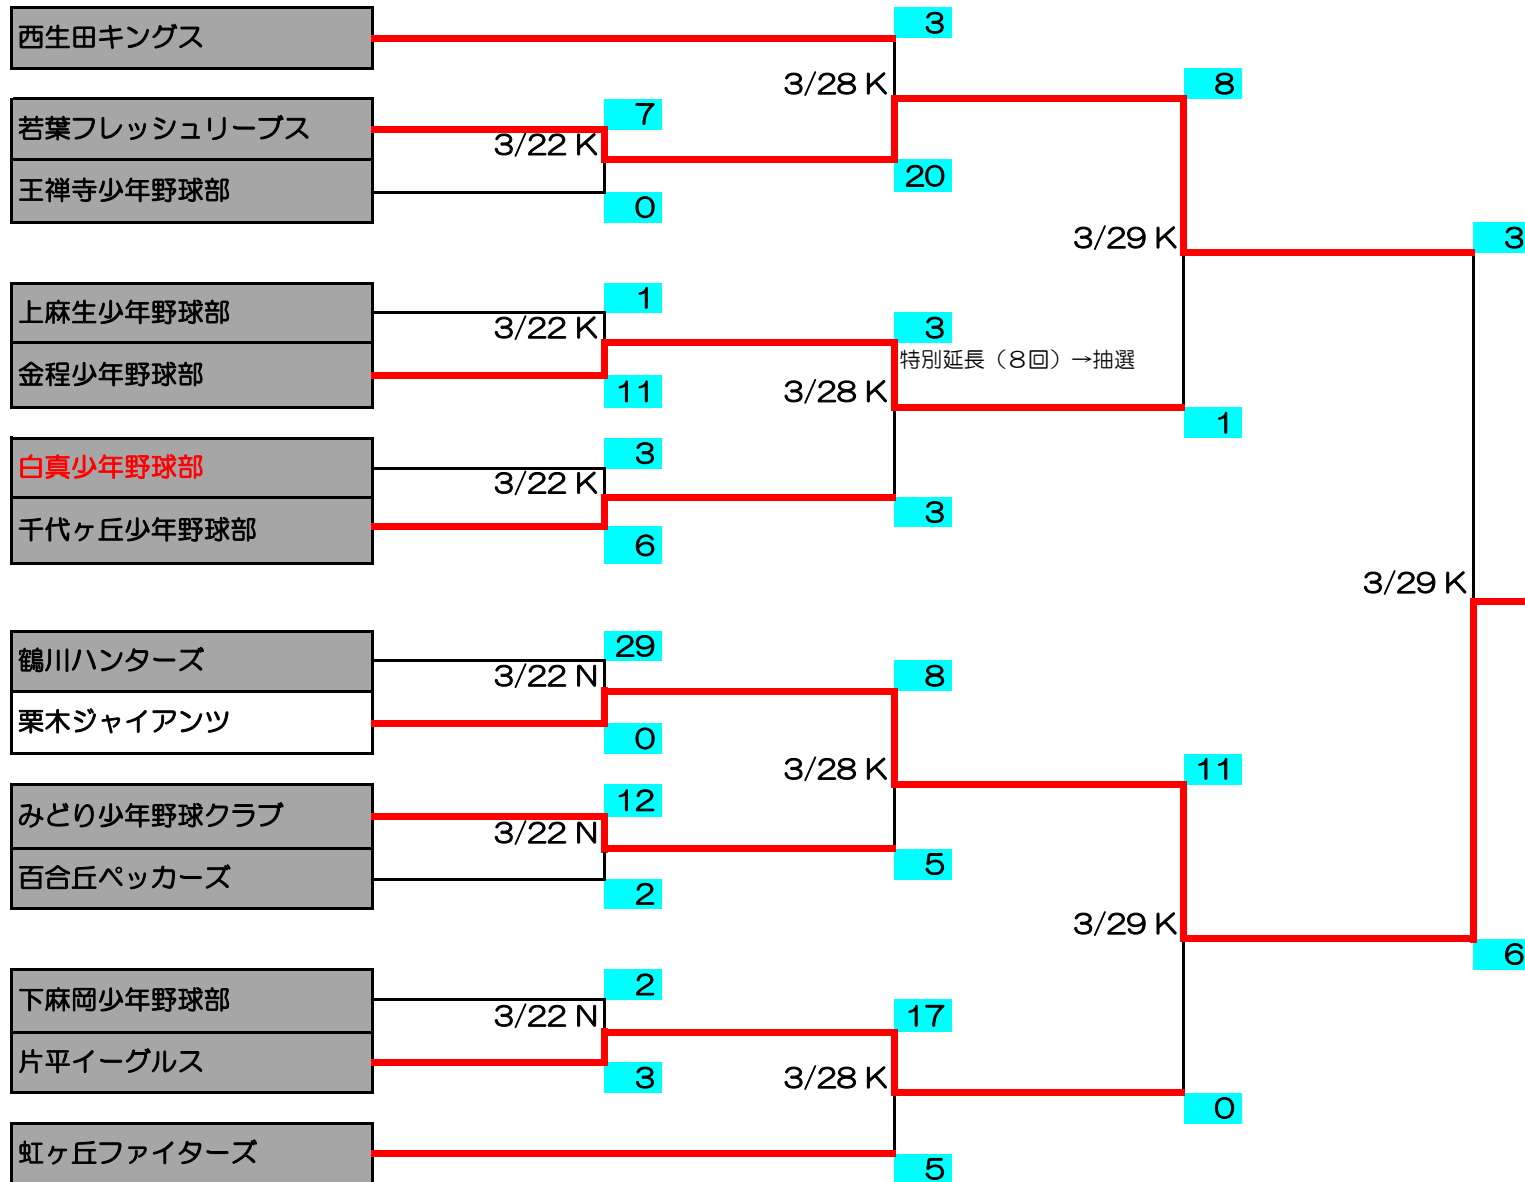 西生田キングス
3
3/28 K
8
若葉フレッシュリーブス
7
3/22 K
王禅寺少年野球部
20
0
3/29 K
3
上麻生少年野球部
1
3/22 K
3
特別延長（8回）→抽選
金程少年野球部
11
3/28 K
1
白真少年野球部
3
3/22 K
千代ヶ丘少年野球部
6
3
3/29 K
鶴川ハンターズ
29
3/22 N
8
栗木ジャイアンツ
0
3/28 K
11
みどり少年野球クラブ
12
3/22 N
百合丘ペッカーズ
2
5
3/29 K
6
下麻岡少年野球部
2
3/22 N
17
片平イーグルス
3
3/28 K
0
虹ヶ丘ファイターズ
5